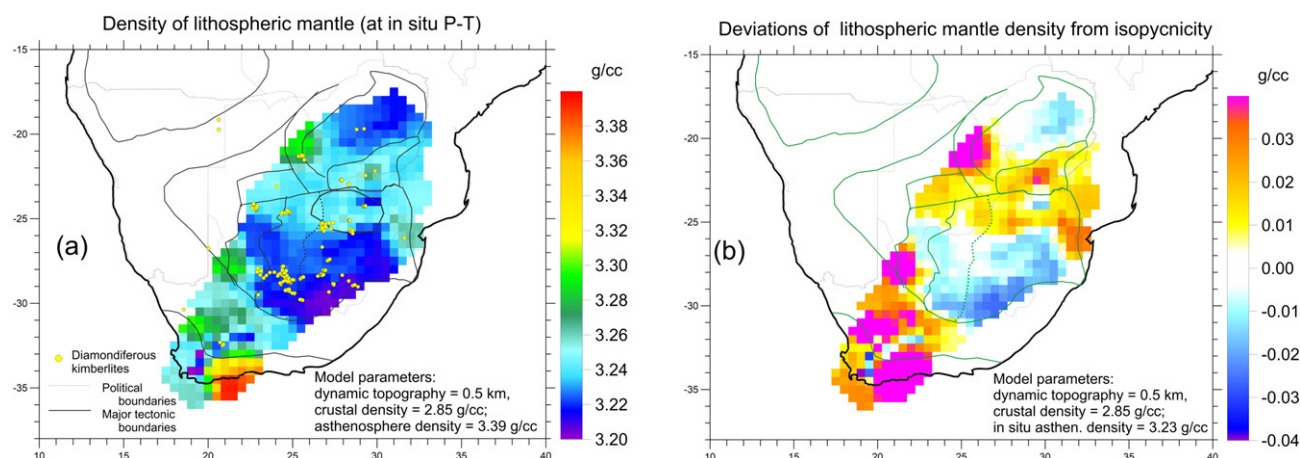 Density of lithospheric mantle (at in situ P-T)
g/cc
-15
-20
-25
-30
-35
(a)
3.38
3.36
3.34
3.32
3.30
3.28
3.26
3.24
3.22
3.20
Diamondiferous
kimberlites
Political
boundaries
Major tectonic
boundaries
Model parameters:
dynamic topography = 0.5 km,
crustal density = 2.85 g/cc;
asthenosphere density = 3.39 g/cc
10 15 20 25 30 35 40
Deviations of lithospheric mantle density from isopycnicity
g/cc
-15
-20
-25
-30
-35
(b)
0.03
0.02
0.01
0.00
-0.01
-0.02
-0.03
-0.04
Model parameters:
dynamic topography = 0.5 km,
crustal density = 2.85 g/cc;
in situ asthen. density = 3.23 g/cc
10 15 20 25 30 35 40